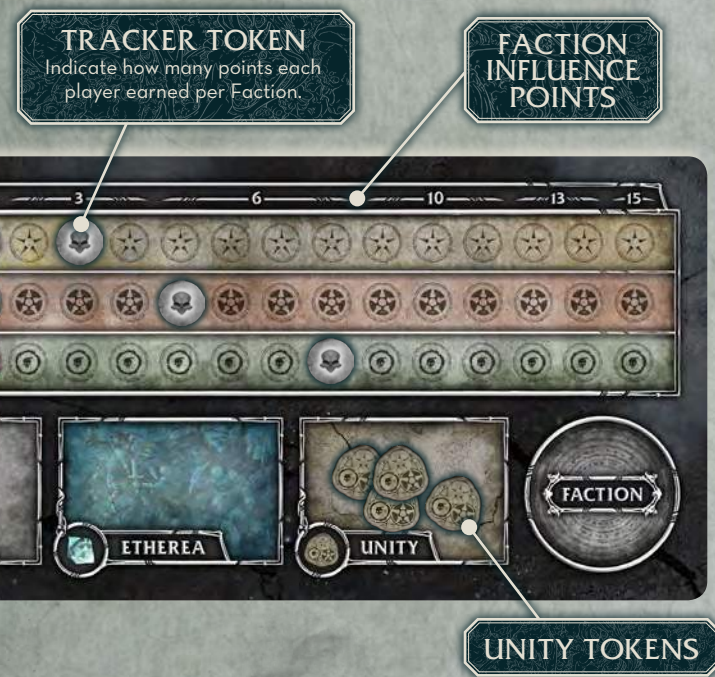 TRACKER TOKEN
Indicate how many points each
player earned per Faction.
FACTION
INFLUENCE
POINTS
3 6 10 13 15
ETHEREA
UNITY
FACTION
UNITY TOKENS